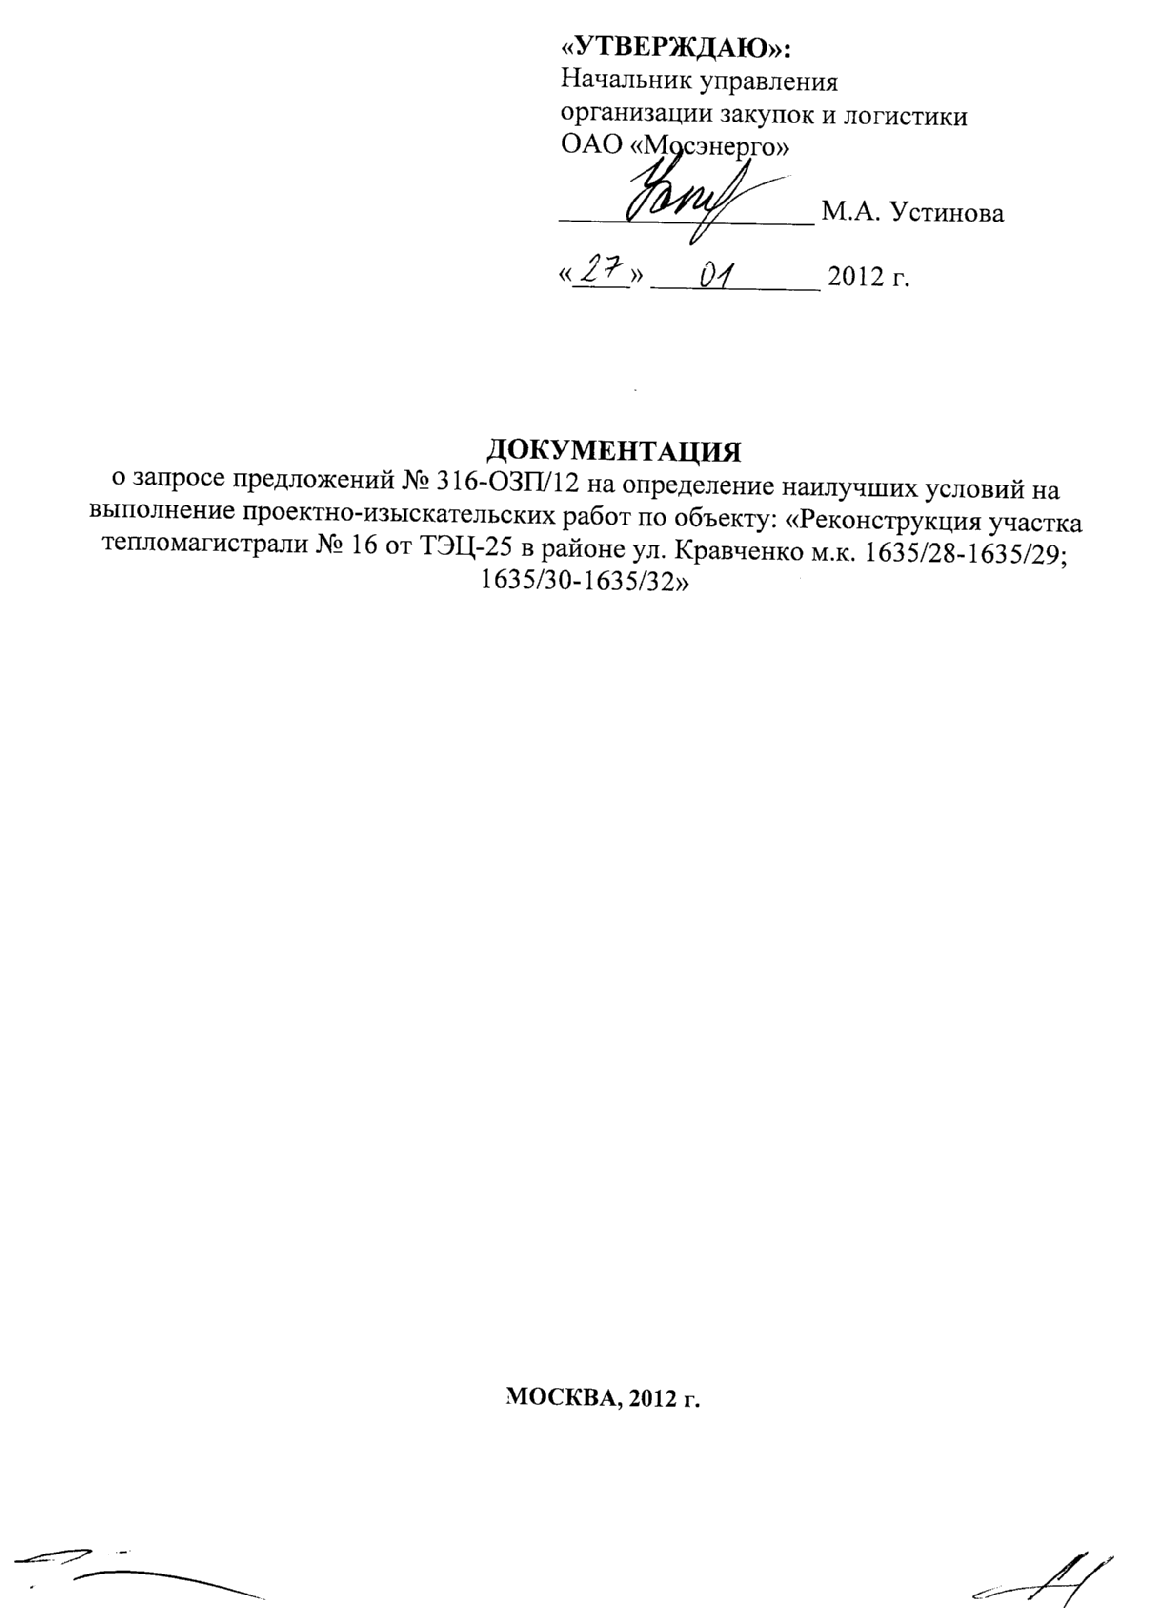 «УТВЕРЖДАЮ»:
Начальник управления
организации закупок и логистики
ОАО «Мосэнерго»
М.А. Устинова
«27» 01 2012 г.
ДОКУМЕНТАЦИЯ
о запросе предложений № 316-ОЗП/12 на определение наилучших условий на
выполнение проектно-изыскательских работ по объекту: «Реконструкция участка
тепломагистрали № 16 от ТЭЦ-25 в районе ул. Кравченко м.к. 1635/28-1635/29;
1635/30-1635/32»
МОСКВА, 2012 г.